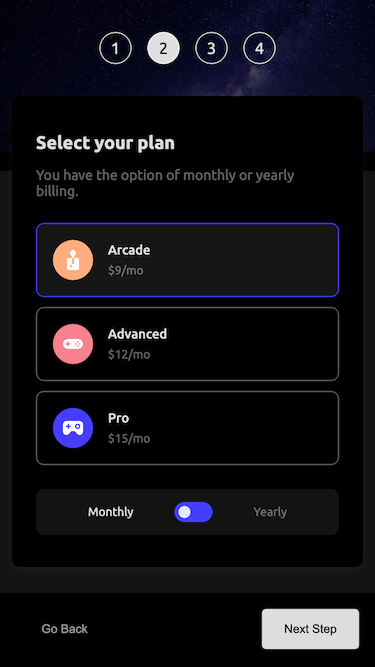 1 2 3 4
Select your plan
You have the option of monthly or yearly
billing.
Arcade
$9/mo
Advanced
$12/mo
Pro
$15/mo
Monthly Yearly
Go Back Next Step